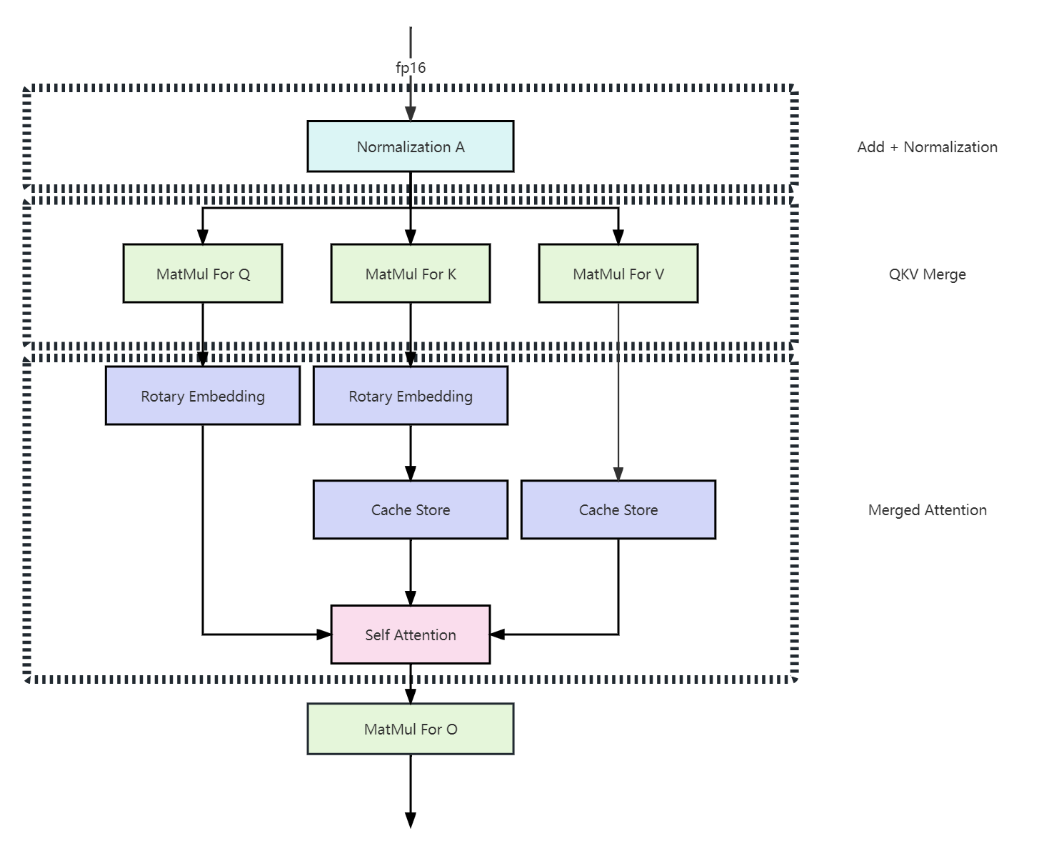 fp16
Normalization A
Add + Normalization
MatMul For Q
MatMul For K
MatMul For V
QKV Merge
Rotary Embedding
Rotary Embedding
Cache Store
Cache Store
Merged Attention
Self Attention
MatMul For O